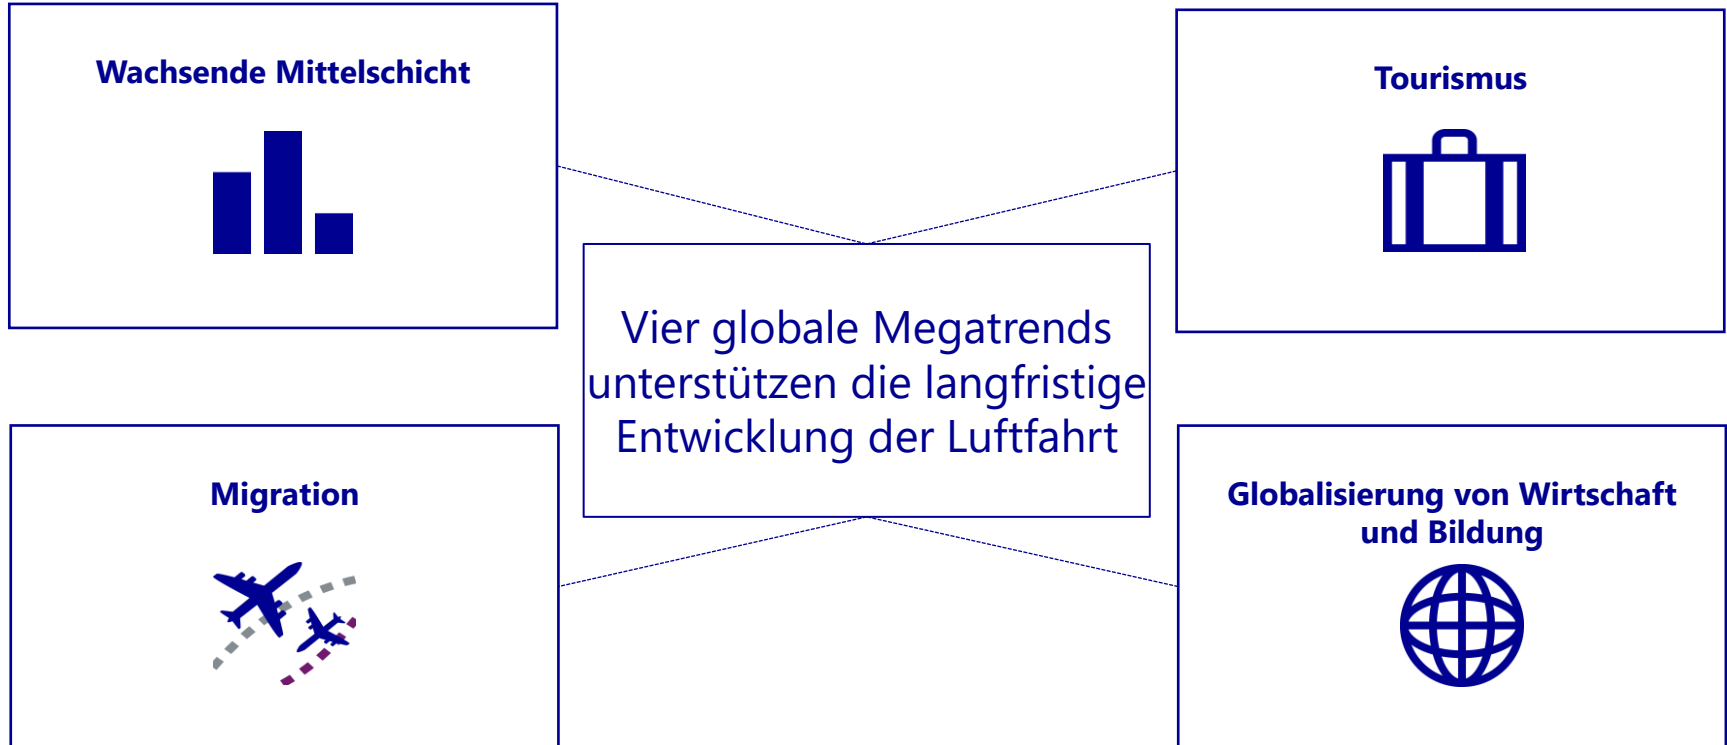 Wachsende Mittelschicht
Tourismus
Vier globale Megatrends
unterstützen die langfristige
Entwicklung der Luftfahrt
Migration
Globalisierung von Wirtschaft
und Bildung